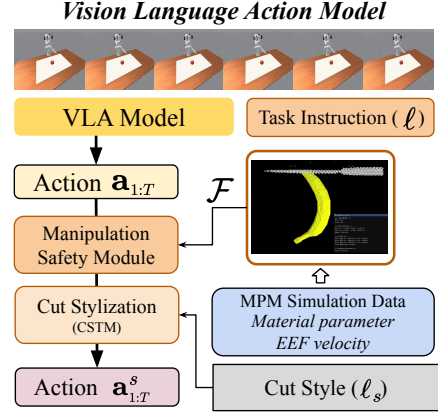 Vision Language Action Model
VLA Model
Task Instruction (ℓ)
Action a₁:T
ℱ
Manipulation
Safety Module
Cut Stylization
(CSTM)
MPM Simulation Data
Material parameter
EEF velocity
Action aˢ₁:T
Cut Style (ℓₛ)